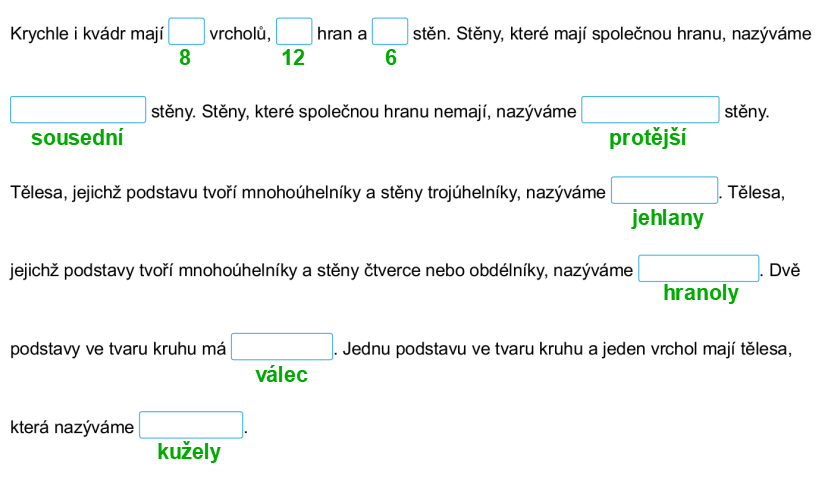 Krychle i kvádr mají vrcholů, hran a stěn. Stěny, které mají společnou hranu, nazýváme
8 12 6
stěny. Stěny, které společnou hranu nemají, nazýváme stěny.
sousední protější
Tělesa, jejichž podstavu tvoří mnohoúhelníky a stěny trojúhelníky, nazýváme . Tělesa,
jehlany
jejichž podstavy tvoří mnohoúhelníky a stěny čtverce nebo obdélníky, nazýváme . Dvě
hranoly
podstavy ve tvaru kruhu má . Jednu podstavu ve tvaru kruhu a jeden vrchol mají tělesa,
válec
která nazýváme .
kužely